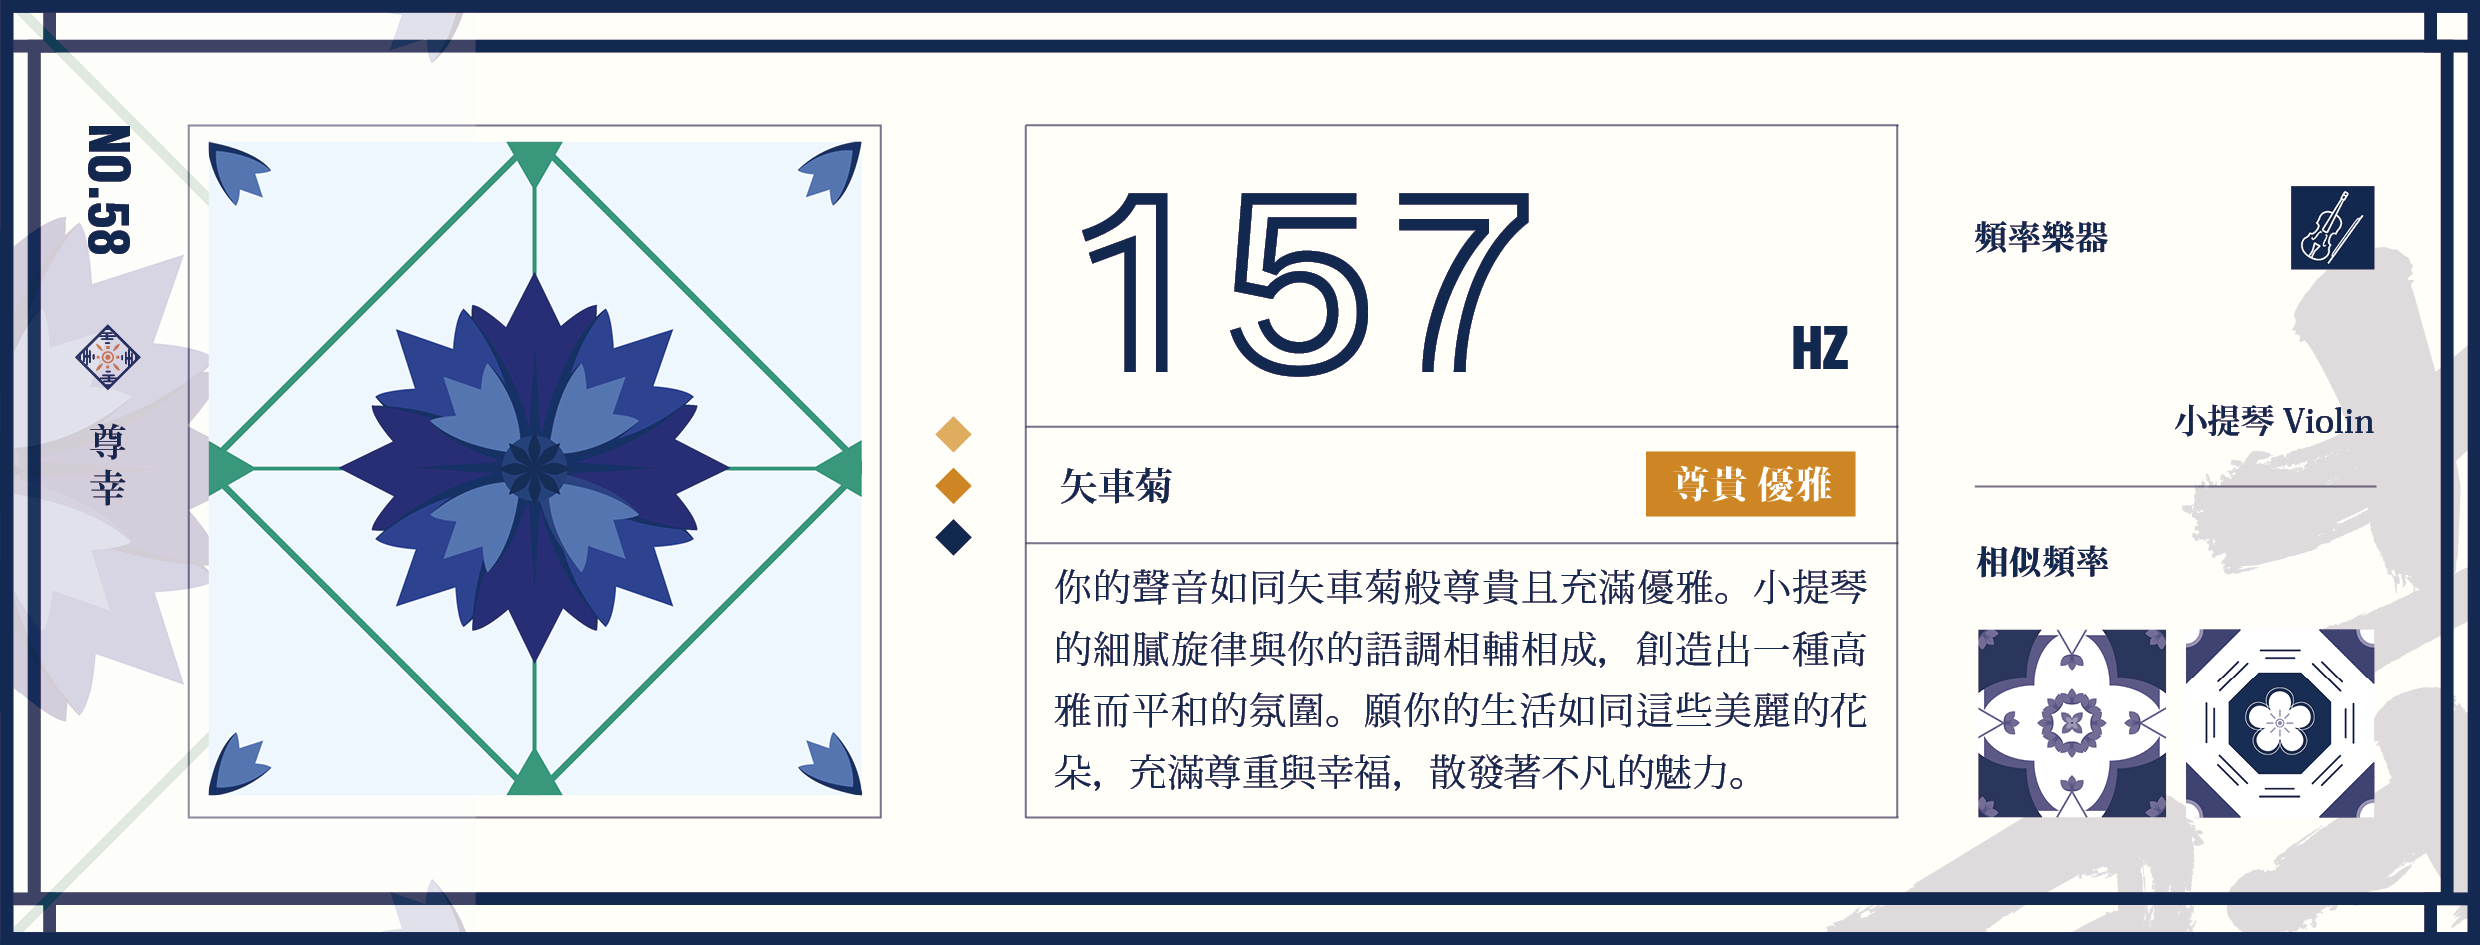 NO.58
尊幸
157
HZ
矢車菊
尊貴 優雅
你的聲音如同矢車菊般尊貴且充滿優雅。小提琴
的細膩旋律與你的語調相輔相成，創造出一種高
雅而平和的氛圍。願你的生活如同這些美麗的花
朵，充滿尊重與幸福，散發著不凡的魅力。
頻率樂器
小提琴 Violin
相似頻率